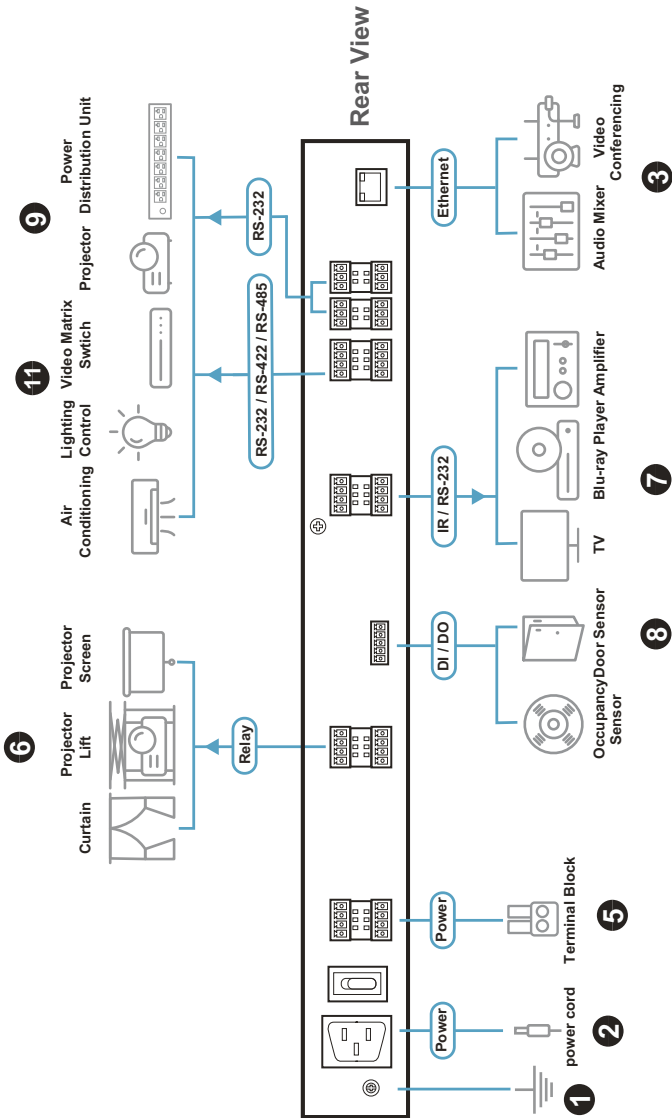 6
11
9
Curtain
Projector
Lift
Projector
Screen
Air
Conditioning
Lighting
Control
Video Matrix
Swtich
Projector
Power
Distribution Unit
Relay
RS-232 / RS-422 / RS-485
RS-232
Rear View
Power
Power
DI / DO
IR / RS-232
Ethernet
power cord
Terminal Block
Occupancy
Sensor
Door Sensor
TV
Blu-ray Player
Amplifier
Audio Mixer
Video
Conferencing
1
2
5
8
7
3